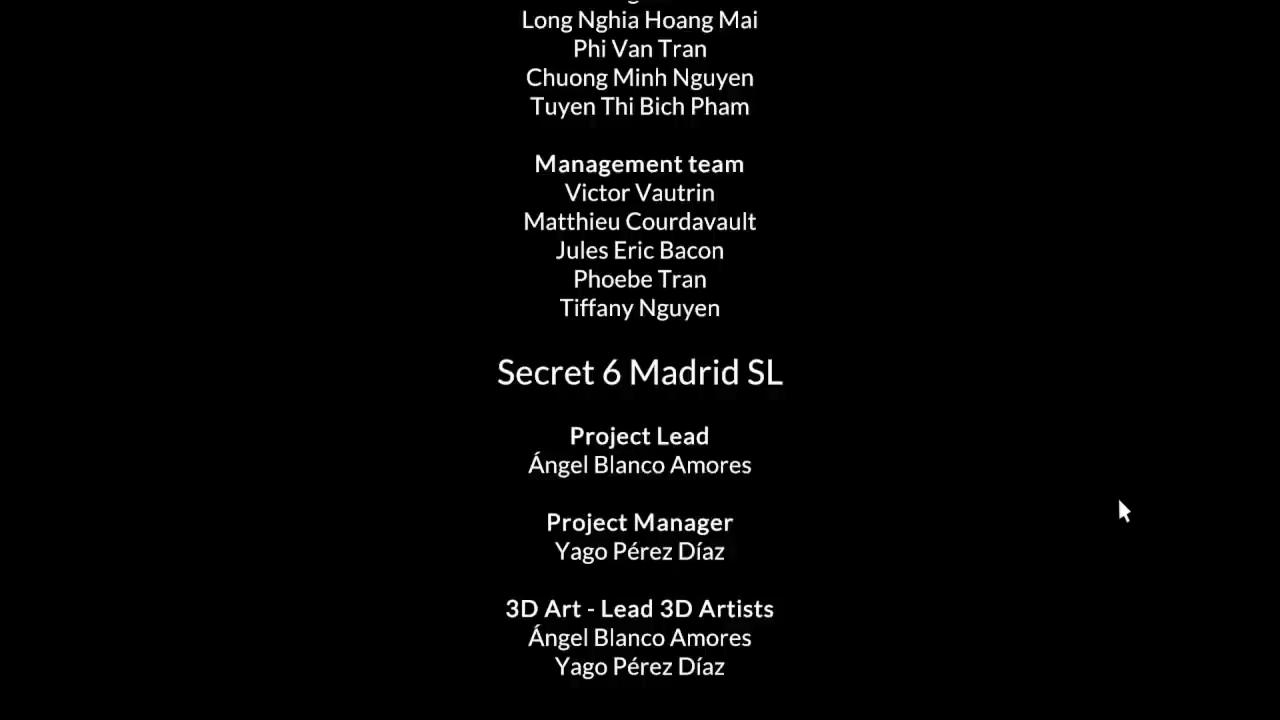 Long Nghia Hoang Mai
Phi Van Tran
Chuong Minh Nguyen
Tuyen Thi Bich Pham
Management team
Victor Vautrin
Matthieu Courdavault
Jules Eric Bacon
Phoebe Tran
Tiffany Nguyen
Secret 6 Madrid SL
Project Lead
Ángel Blanco Amores
Project Manager
Yago Pérez Díaz
3D Art - Lead 3D Artists
Ángel Blanco Amores
Yago Pérez Díaz